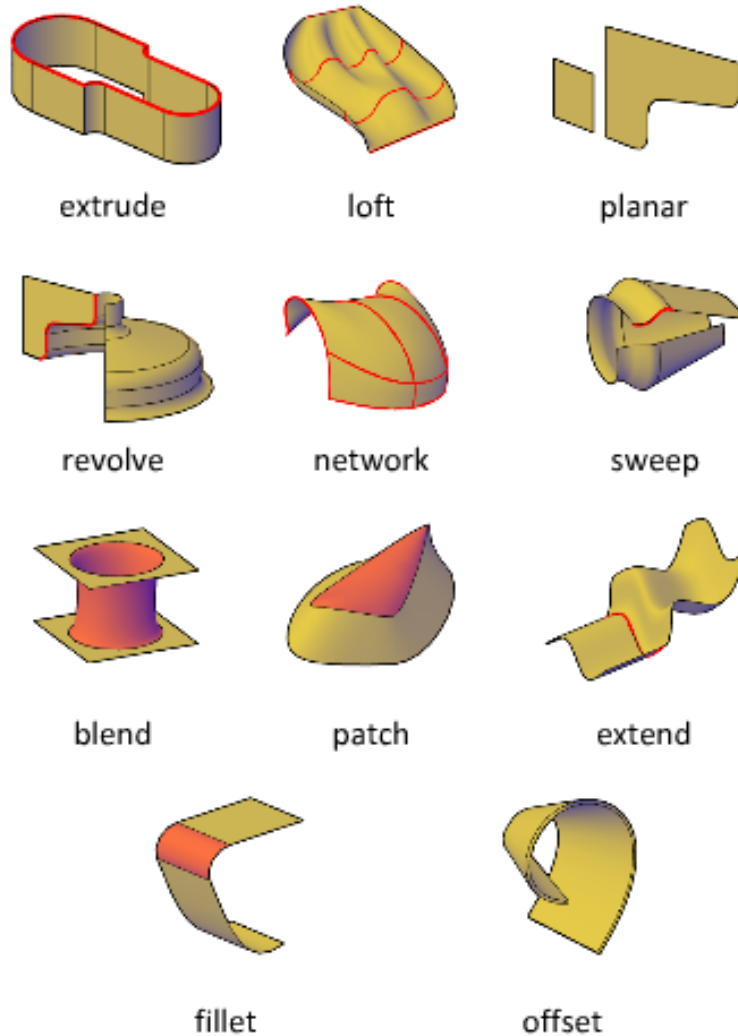 extrude loft planar
revolve network sweep
blend patch extend
fillet offset